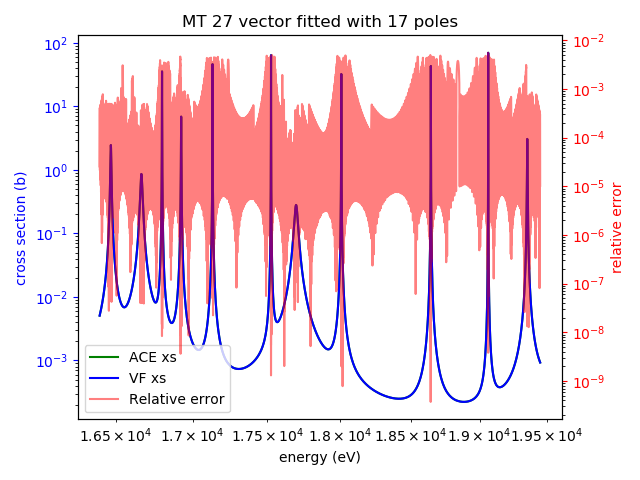 MT 27 vector fitted with 17 poles
cross section (b)
10²
10¹
10⁰
10⁻¹
10⁻²
10⁻³
10⁻²
10⁻³
10⁻⁴
10⁻⁵
10⁻⁶
10⁻⁷
10⁻⁸
10⁻⁹
relative error
ACE xs
VF xs
Relative error
1.65 × 10⁴ 1.7 × 10⁴ 1.75 × 10⁴ 1.8 × 10⁴ 1.85 × 10⁴ 1.9 × 10⁴ 1.95 × 10⁴
energy (eV)